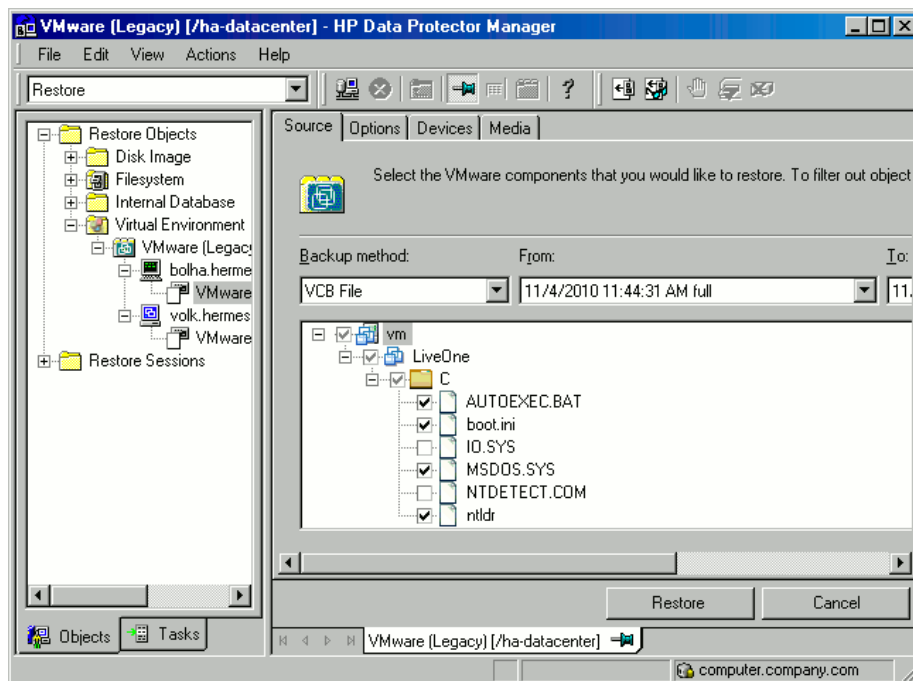 VMware (Legacy) [/ha-datacenter] - HP Data Protector Manager
File Edit View Actions Help
Restore
Restore Objects
Disk Image
Filesystem
Internal Database
Virtual Environment
VMware (Legacy
bolha.herme
VMware
volk.hermes
VMware
Restore Sessions
Objects Tasks
Source Options Devices Media
Select the VMware components that you would like to restore. To filter out object
Backup method: From: To:
VCB File 11/4/2010 11:44:31 AM full 11.
vm
LiveOne
C
AUTOEXEC.BAT
boot.ini
IO.SYS
MSDOS.SYS
NTDETECT.COM
ntldr
Restore Cancel
VMware (Legacy) [/ha-datacenter]
computer.company.com